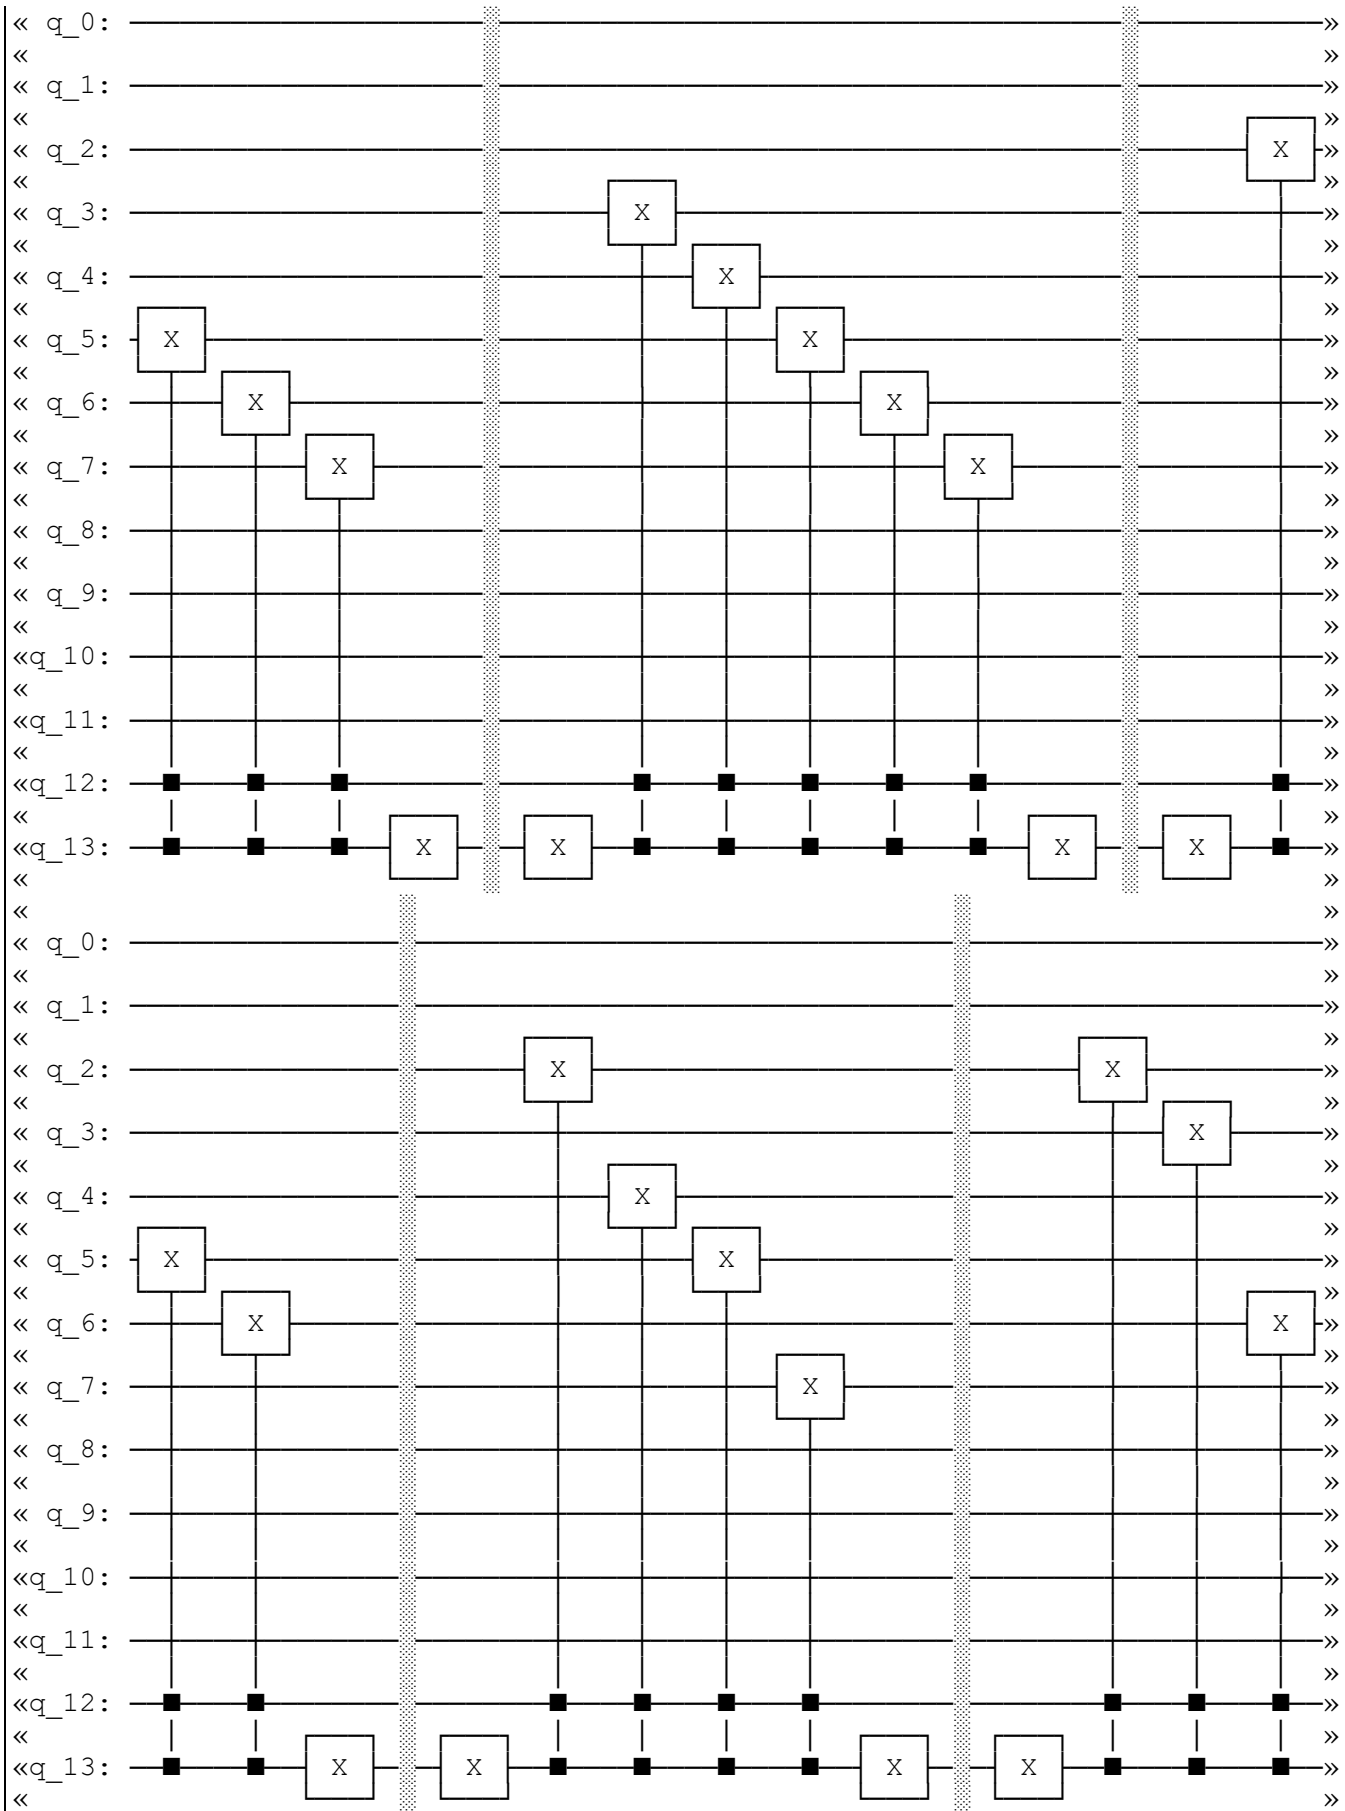 « q_0: »
« »
« q_1: »
« »
« q_2: X »
« »
« q_3: X »
« »
« q_4: X »
« »
« q_5: X X »
« »
« q_6: X X »
« »
« q_7: X X »
« »
« q_8: »
« »
« q_9: »
« »
«q_10: »
« »
«q_11: »
« »
«q_12: »
« »
«q_13: X X X X »
« »
« »
« q_0: »
« »
« q_1: »
« »
« q_2: X X »
« »
« q_3: X »
« »
« q_4: X »
« »
« q_5: X X »
« »
« q_6: X X »
« »
« q_7: X »
« »
« q_8: »
« »
« q_9: »
« »
«q_10: »
« »
«q_11: »
« »
«q_12: »
« »
«q_13: X X X X »
« »